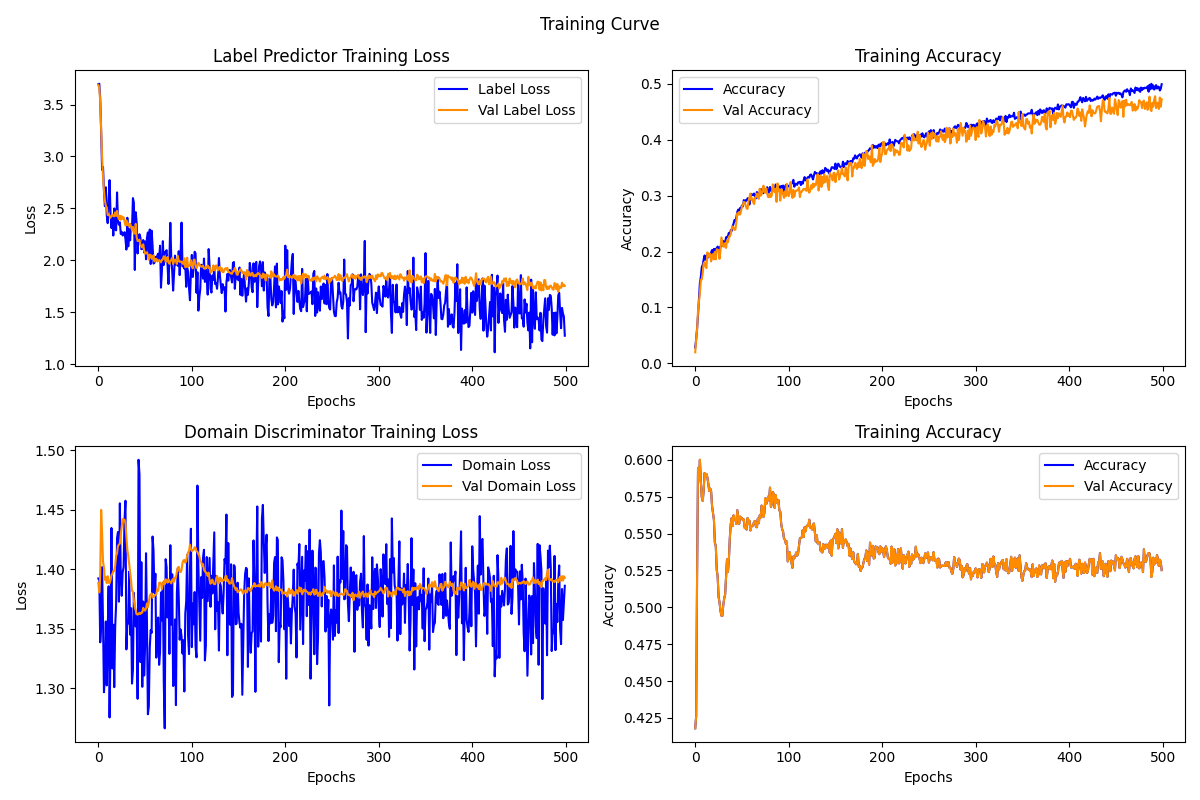 Training Curve
Label Predictor Training Loss
Loss
3.5
3.0
2.5
2.0
1.5
1.0
Label Loss
Val Label Loss
0 100 200 300 400 500
Epochs
Training Accuracy
Accuracy
0.5
0.4
0.3
0.2
0.1
0.0
Accuracy
Val Accuracy
0 100 200 300 400 500
Epochs
Domain Discriminator Training Loss
Loss
1.50
1.45
1.40
1.35
1.30
Domain Loss
Val Domain Loss
0 100 200 300 400 500
Epochs
Training Accuracy
Accuracy
0.600
0.575
0.550
0.525
0.500
0.475
0.450
0.425
Accuracy
Val Accuracy
0 100 200 300 400 500
Epochs